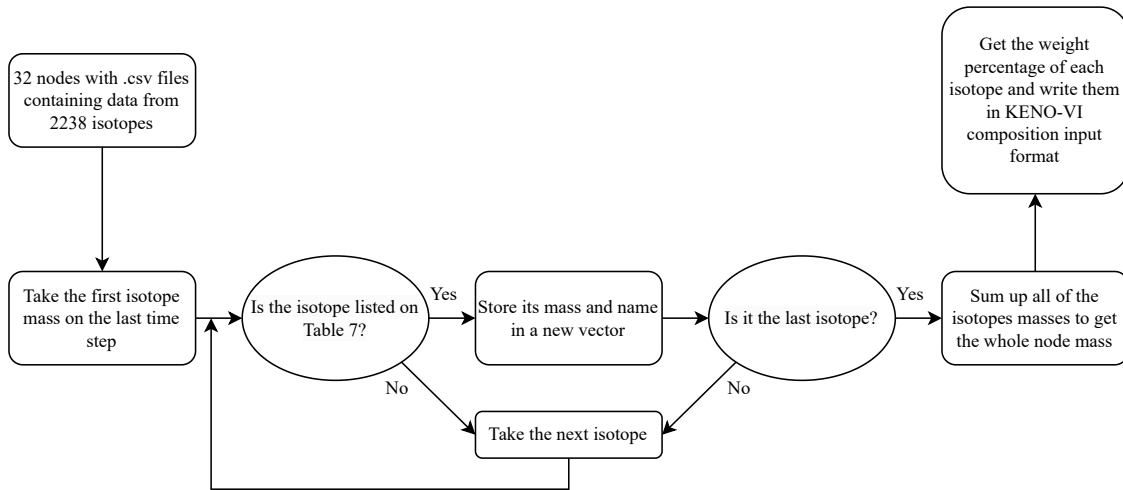 32 nodes with .csv files
containing data from
2238 isotopes
Take the first isotope
mass on the last time
step
Is the isotope listed on
Table 7?
Yes
No
Store its mass and name
in a new vector
Take the next isotope
Is it the last isotope?
Yes
No
Sum up all of the
isotopes masses to get
the whole node mass
Get the weight
percentage of each
isotope and write them
in KENO-VI
composition input
format